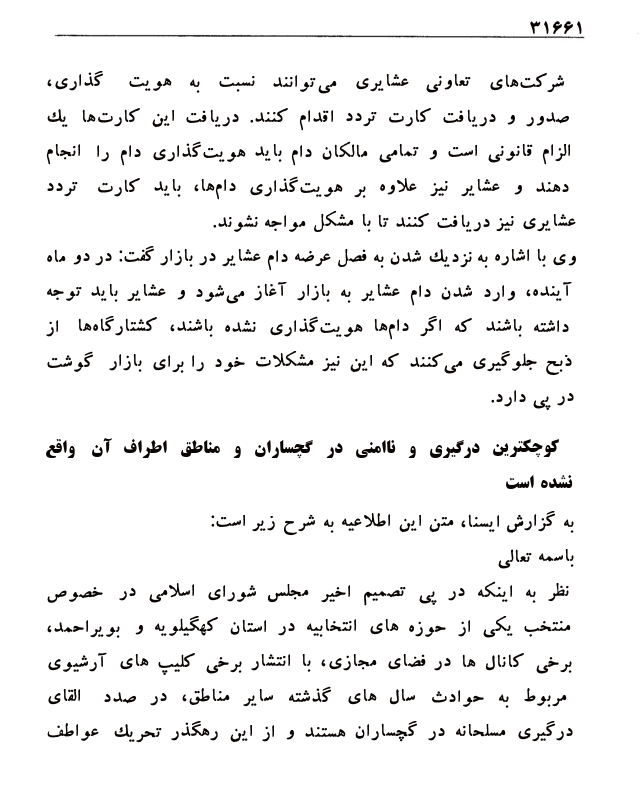 ۳۱۶۶۱
شرکت‌های تعاونی عشایری می‌توانند نسبت به هویت گذاری،
صدور و دریافت کارت تردد اقدام کنند. دریافت این کارت‌ها یك
الزام قانونی است و تمامی مالکان دام باید هویت‌گذاری دام را انجام
دهند و عشایر نیز علاوه بر هویت‌گذاری دام‌ها، باید کارت تردد
عشایری نیز دریافت کنند تا با مشکل مواجه نشوند.
وی با اشاره به نزدیك شدن به فصل عرضه دام عشایر در بازار گفت: در دو ماه
آینده، وارد شدن دام عشایر به بازار آغاز می‌شود و عشایر باید توجه
داشته باشند که اگر دام‌ها هویت‌گذاری نشده باشند، کشتارگاه‌ها از
ذبح جلوگیری می‌کنند که این نیز مشکلات خود را برای بازار گوشت
در پی دارد.
کوچکترین درگیری و ناامنی در گچساران و مناطق اطراف آن واقع
نشده است
به گزارش ایسنا، متن این اطلاعیه به شرح زیر است:
باسمه تعالی
نظر به اینکه در پی تصمیم اخیر مجلس شورای اسلامی در خصوص
منتخب یکی از حوزه های انتخابیه در استان کهگیلویه و بویراحمد،
برخی کانال ها در فضای مجازی، با انتشار برخی کلیپ های آرشیوی
مربوط به حوادث سال های گذشته سایر مناطق، در صدد القای
درگیری مسلحانه در گچساران هستند و از این رهگذر تحریك عواطف